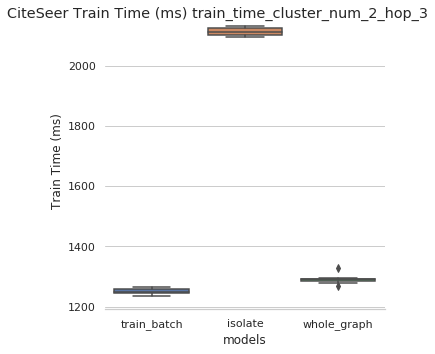 CiteSeer Train Time (ms) train_time_cluster_num_2_hop_3
2000
1800
1600
1400
1200
Train Time (ms)
train_batch
isolate
whole_graph
models